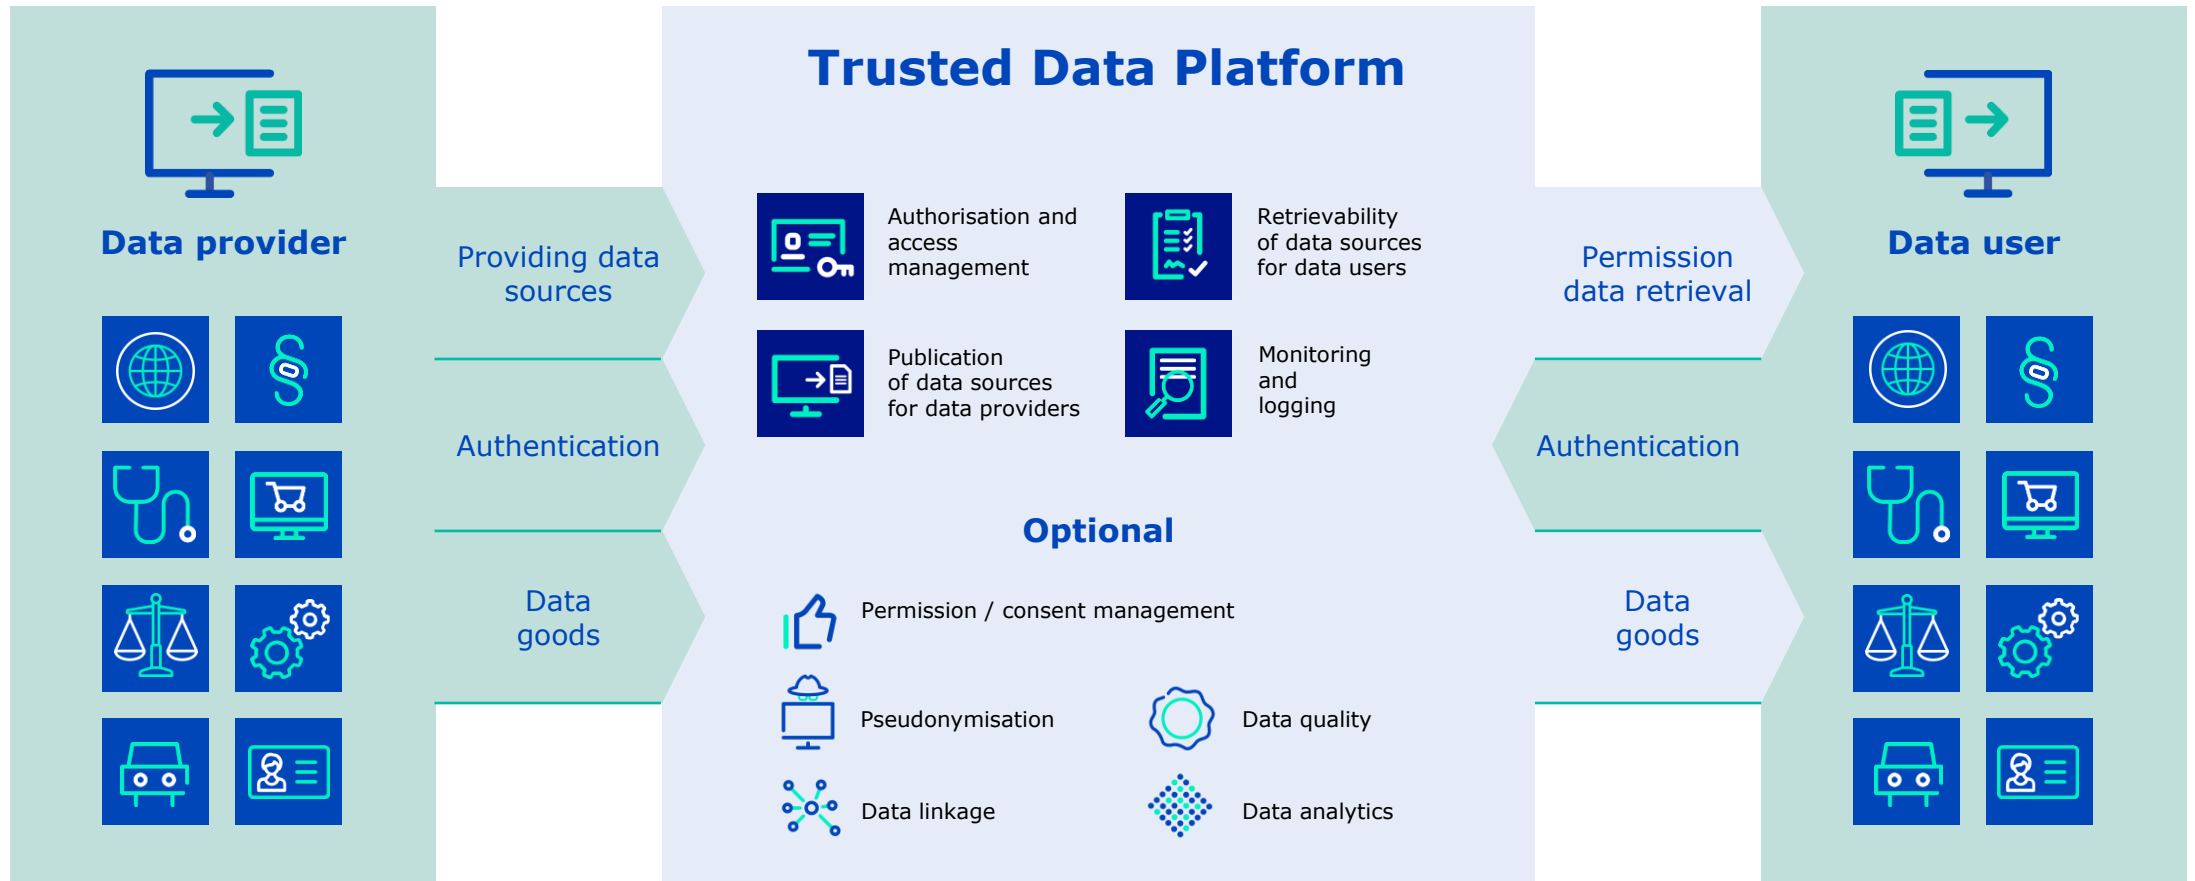 Trusted Data Platform
Data provider
Providing data
sources
Authentication
Data
goods
Authorisation and
access
management
Retrievability
of data sources
for data users
Publication
of data sources
for data providers
Monitoring
and
logging
Optional
Permission / consent management
Pseudonymisation
Data quality
Data linkage
Data analytics
Permission
data retrieval
Authentication
Data
goods
Data user